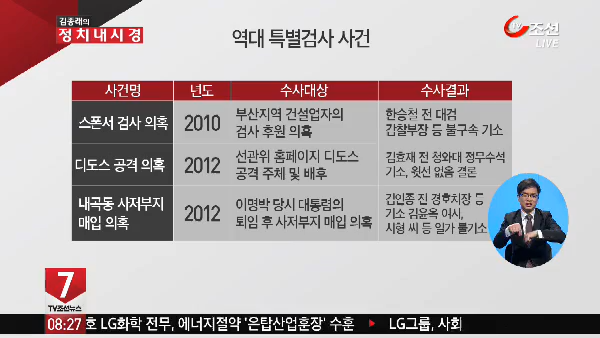 김종래의
정치내시경
역대 특별검사 사건
TV조선
LIVE
사건명 년도 수사대상 수사결과
스폰서 검사 의혹 2010 부산지역 건설업자의
검사 후원 의혹 한승철 전 대검
감찰부장 등 불구속 기소
디도스 공격 의혹 2012 선관위 홈페이지 디도스
공격 주체 및 배후 김효재 전 청와대 정무수석
기소, 윗선 없음 결론
내곡동 사저부지
매입 의혹 2012 이명박 당시 대통령의
퇴임 후 사저부지 매입 의혹 김인종 전 경호처장 등
기소 김윤옥 여사,
시형 씨 등 일가 불기소
7
TV조선뉴스
08:27 호 LG화학 전무, 에너지절약 '은탑산업훈장' 수훈 ▶ LG그룹, 사회